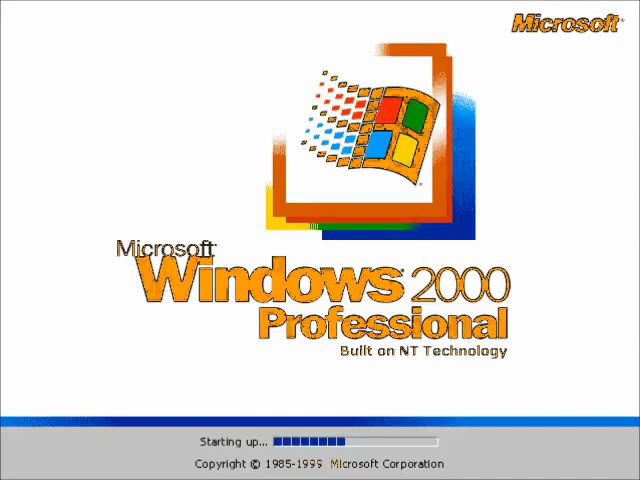 Microsoft
Microsoft
Windows 2000
Professional
Built on NT Technology
Starting up...
Copyright © 1985-1999 Microsoft Corporation